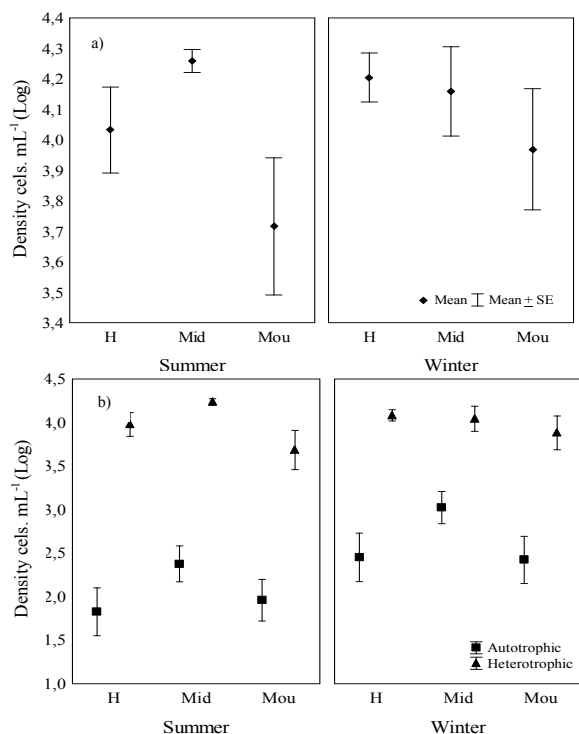 a)
Density cels. mL⁻¹ (Log)
4,4
4,3
4,2
4,1
4,0
3,9
3,8
3,7
3,6
3,5
3,4
H Mid Mou
Summer
Mean Mean ± SE
H Mid Mou
Winter
b)
Density cels. mL⁻¹ (Log)
4,5
4,0
3,5
3,0
2,5
2,0
1,5
1,0
H Mid Mou
Summer
Autotrophic
Heterotrophic
H Mid Mou
Winter